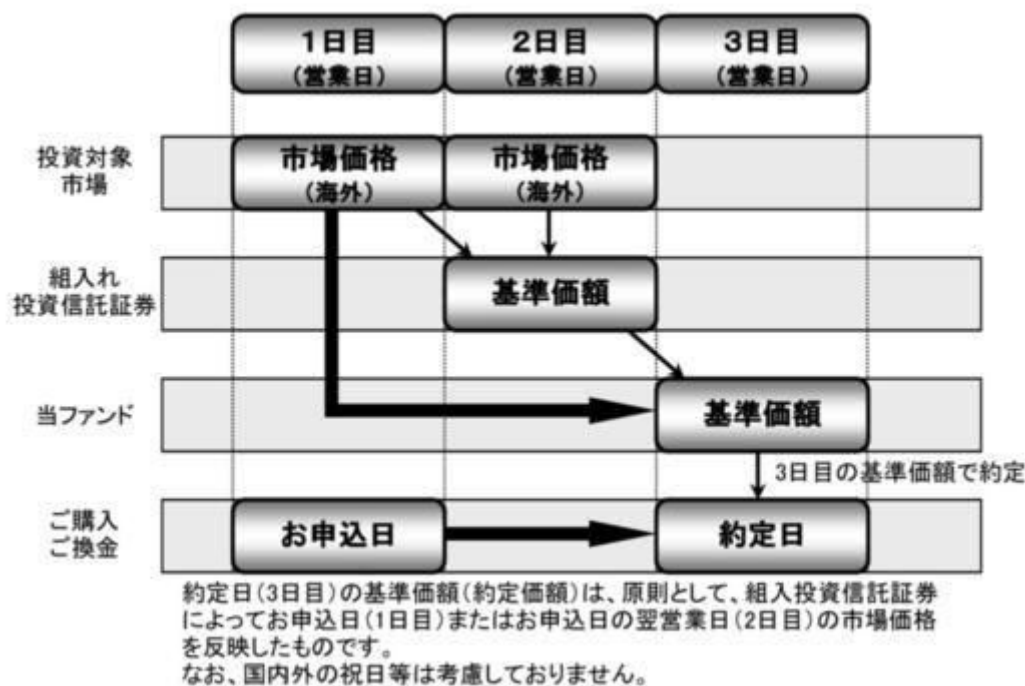 1日目
(営業日)
2日目
(営業日)
3日目
(営業日)
投資対象
市場
市場価格
(海外)
市場価格
(海外)
組入れ
投資信託証券
基準価額
当ファンド
基準価額
3日目の基準価額で約定
ご購入
ご換金
お申込日
約定日
約定日(3日目)の基準価額(約定価額)は、原則として、組入投資信託証券
によってお申込日(1日目)またはお申込日の翌営業日(2日目)の市場価格
を反映したものです。
なお、国内外の祝日等は考慮しておりません。